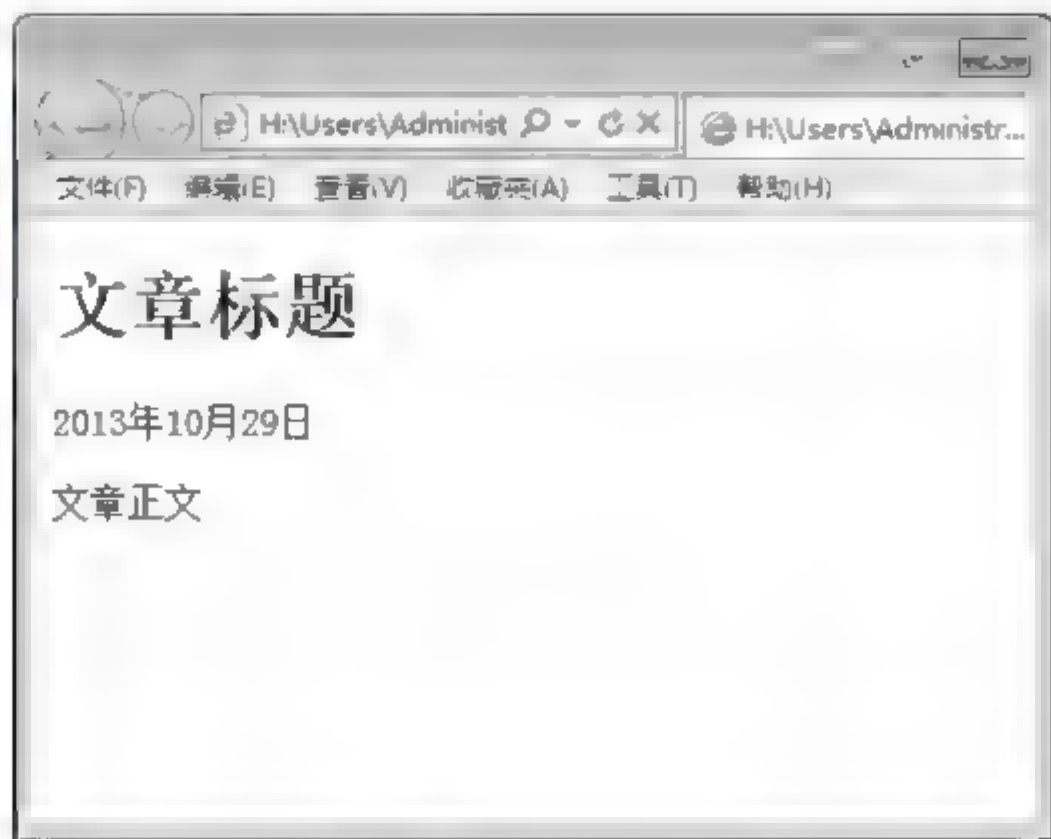 H:\Users\Administ
H:\Users\Administr...
文件(F) 编辑(E) 查看(V) 收藏夹(A) 工具(T) 帮助(H)
文章标题
2013年10月29日
文章正文